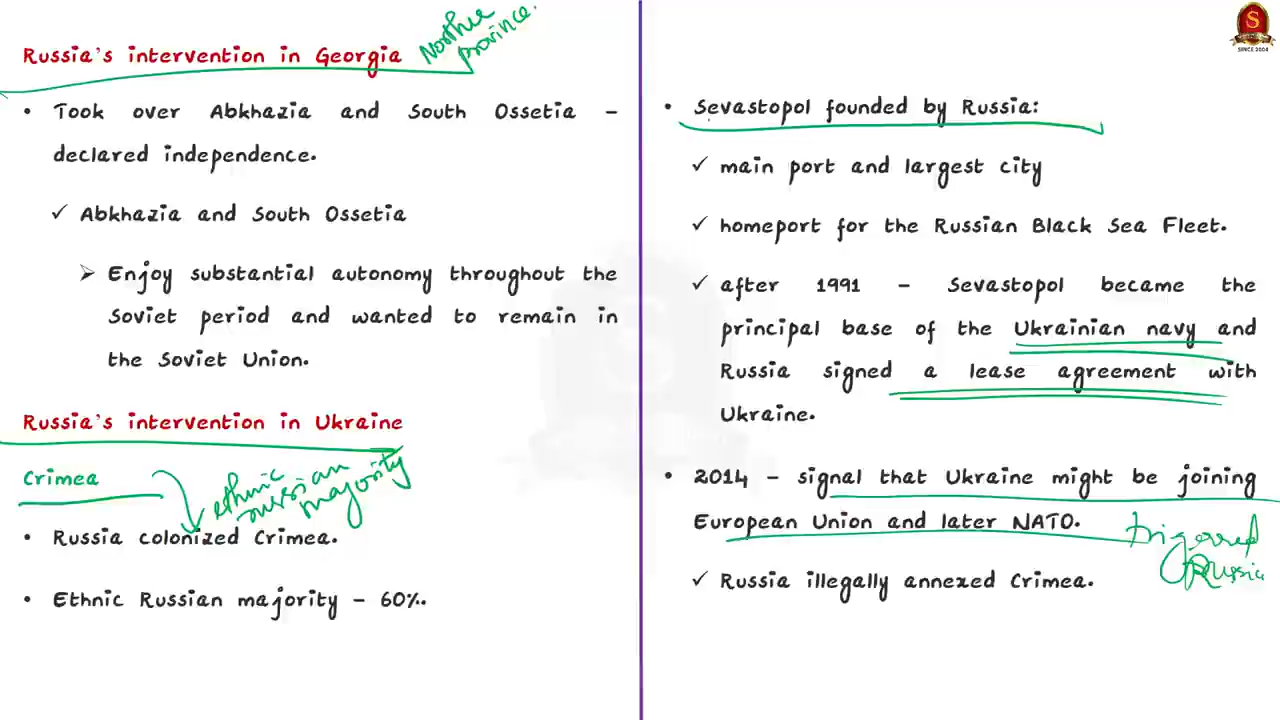 Russia's intervention in Georgia
Northern
province.
• Took over Abkhazia and South Ossetia –
declared independence.
✓ Abkhazia and South Ossetia
➢ Enjoy substantial autonomy throughout the
Soviet period and wanted to remain in
the Soviet Union.
Russia's intervention in Ukraine
Crimea
ethnic
russian
majority
• Russia colonized Crimea.
• Ethnic Russian majority – 60%.
S
SINCE 2004
• Sevastopol founded by Russia:
✓ main port and largest city
✓ homeport for the Russian Black Sea Fleet.
✓ after 1991 – Sevastopol became the
principal base of the Ukrainian navy and
Russia signed a lease agreement with
Ukraine.
• 2014 – signal that Ukraine might be joining
European Union and later NATO.
trigerred
Russia
✓ Russia illegally annexed Crimea.